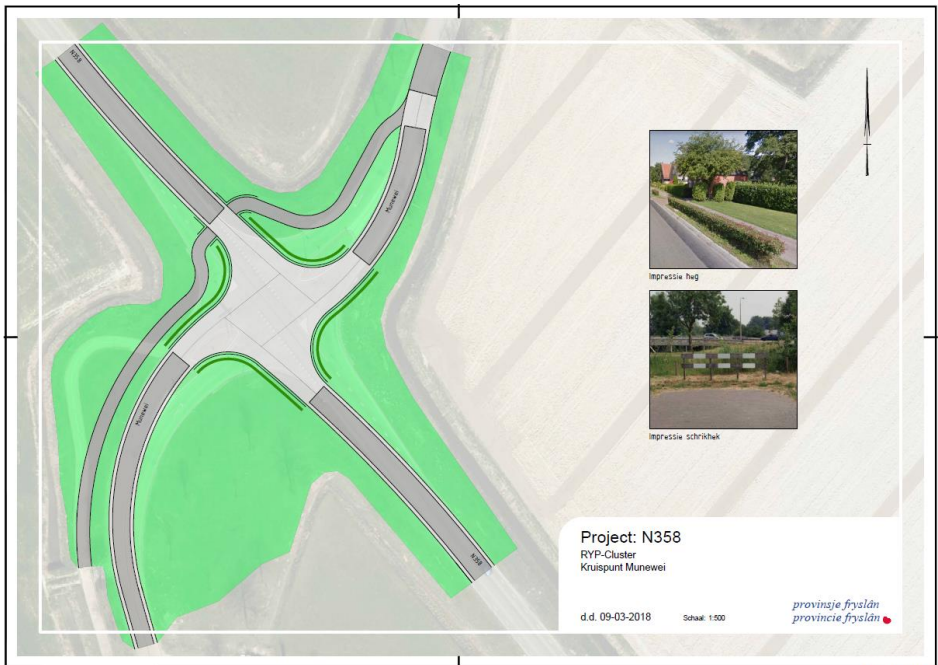 N358
Munewei
Munewei
N358
Impressie heg
Impressie schrikhek
Project: N358
RYP-Cluster
Kruispunt Munewei
d.d. 09-03-2018
Schaal: 1:500
provinsje fryslân
provincie fryslân